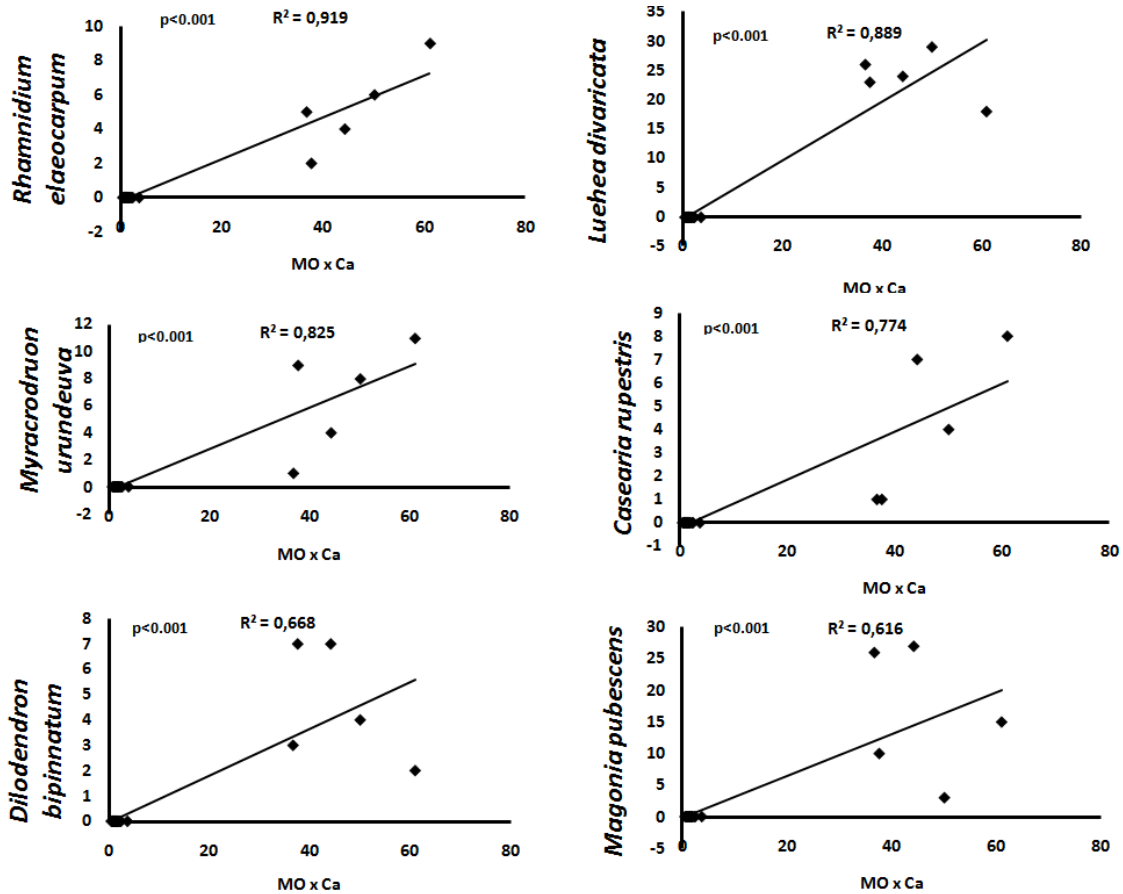 p<0.001 R² = 0,919
10
8
6
4
2
0
-2
0 20 40 60 80
MO x Ca
Rhamnidium
elaeocarpum
p<0.001 R² = 0,889
35
30
25
20
15
10
5
0
-5
0 20 40 60 80
MO x Ca
Luehea divaricata
p<0.001 R² = 0,825
12
10
8
6
4
2
0
-2
0 20 40 60 80
MO x Ca
Myracrodruon
urundeuva
p<0.001 R² = 0,774
9
8
7
6
5
4
3
2
1
0
-1
0 20 40 60 80
MO x Ca
Casearia rupestris
p<0.001 R² = 0,668
8
7
6
5
4
3
2
1
0
0 20 40 60 80
MO x Ca
Dilodendron
bipinnatum
p<0.001 R² = 0,616
30
25
20
15
10
5
0
-5
0 20 40 60 80
MO x Ca
Magonia pubescens